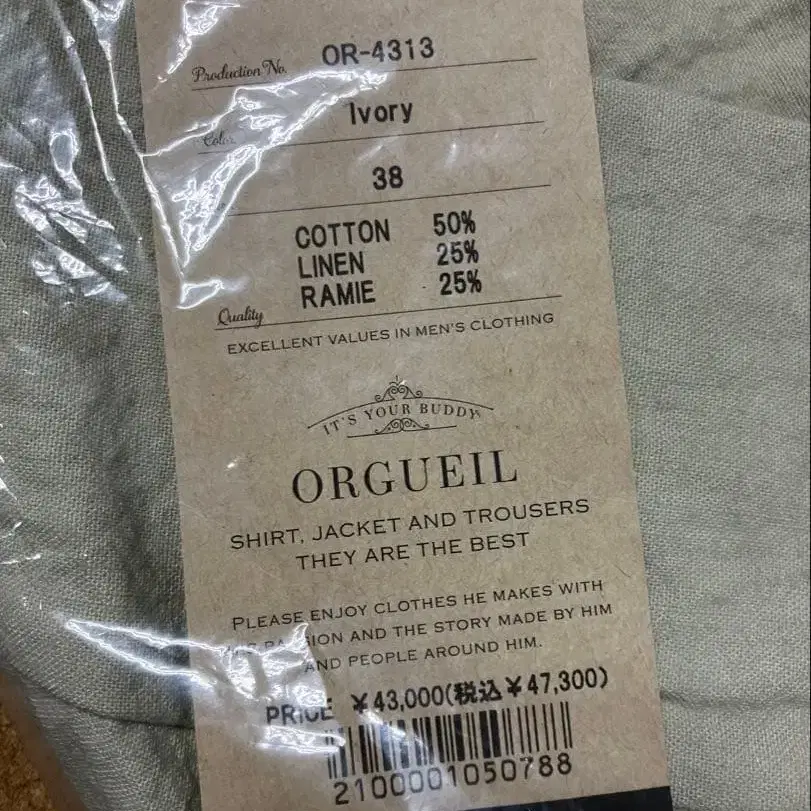 Production No. OR-4313
Ivory
38
COTTON 50%
LINEN 25%
RAMIE 25%
Quality
EXCELLENT VALUES IN MEN'S CLOTHING
IT'S YOUR BUDDY
ORGUEIL
SHIRT, JACKET AND TROUSERS
THEY ARE THE BEST
PLEASE ENJOY CLOTHES HE MAKES WITH
AND THE STORY MADE BY HIM
AND PEOPLE AROUND HIM.
PRICE ¥43,000(税込¥47,300)
2100001050788